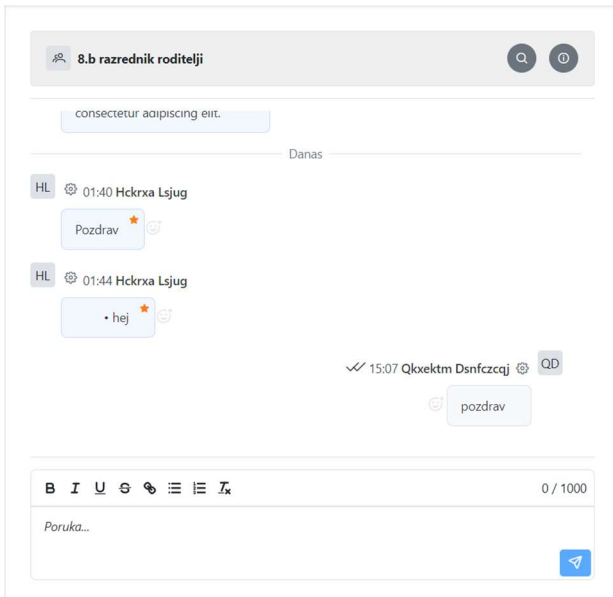 8.b razrednik roditelji
consectetur adipiscing elit.
Danas
HL 01:40 Hckrxa Lsjug
Pozdrav
HL 01:44 Hckrxa Lsjug
• hej
15:07 Qkxektm Dsnfczcqj QD
pozdrav
B I U S 0 / 1000
Poruka...